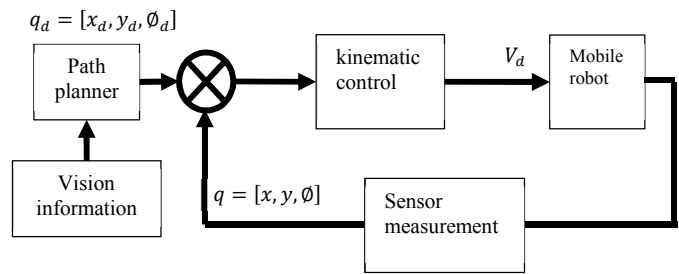 q_d = [x_d, y_d, ∅_d]
Path
planner
kinematic
control
V_d
Mobile
robot
Vision
information
q = [x, y, ∅]
Sensor
measurement